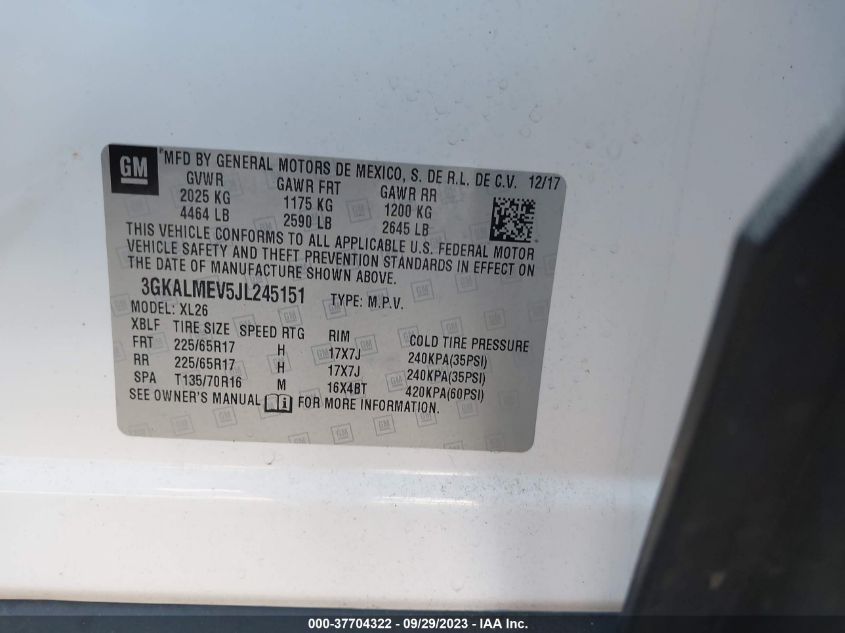 GM *MFD BY GENERAL MOTORS DE MEXICO, S. DE R.L. DE C.V. 12/17
GVWR GAWR FRT GAWR RR
2025 KG 1175 KG 1200 KG
4464 LB 2590 LB 2645 LB
THIS VEHICLE CONFORMS TO ALL APPLICABLE U.S. FEDERAL MOTOR
VEHICLE SAFETY AND THEFT PREVENTION STANDARDS IN EFFECT ON
THE DATE OF MANUFACTURE SHOWN ABOVE.
3GKALMEV5JL245151 TYPE: M.P.V.
MODEL: XL26
XBLF TIRE SIZE SPEED RTG RIM COLD TIRE PRESSURE
FRT 225/65R17 H 17X7J 240KPA(35PSI)
RR 225/65R17 H 17X7J 240KPA(35PSI)
SPA T135/70R16 M 16X4BT 420KPA(60PSI)
SEE OWNER'S MANUAL i FOR MORE INFORMATION.
000-37704322 - 09/29/2023 - IAA Inc.